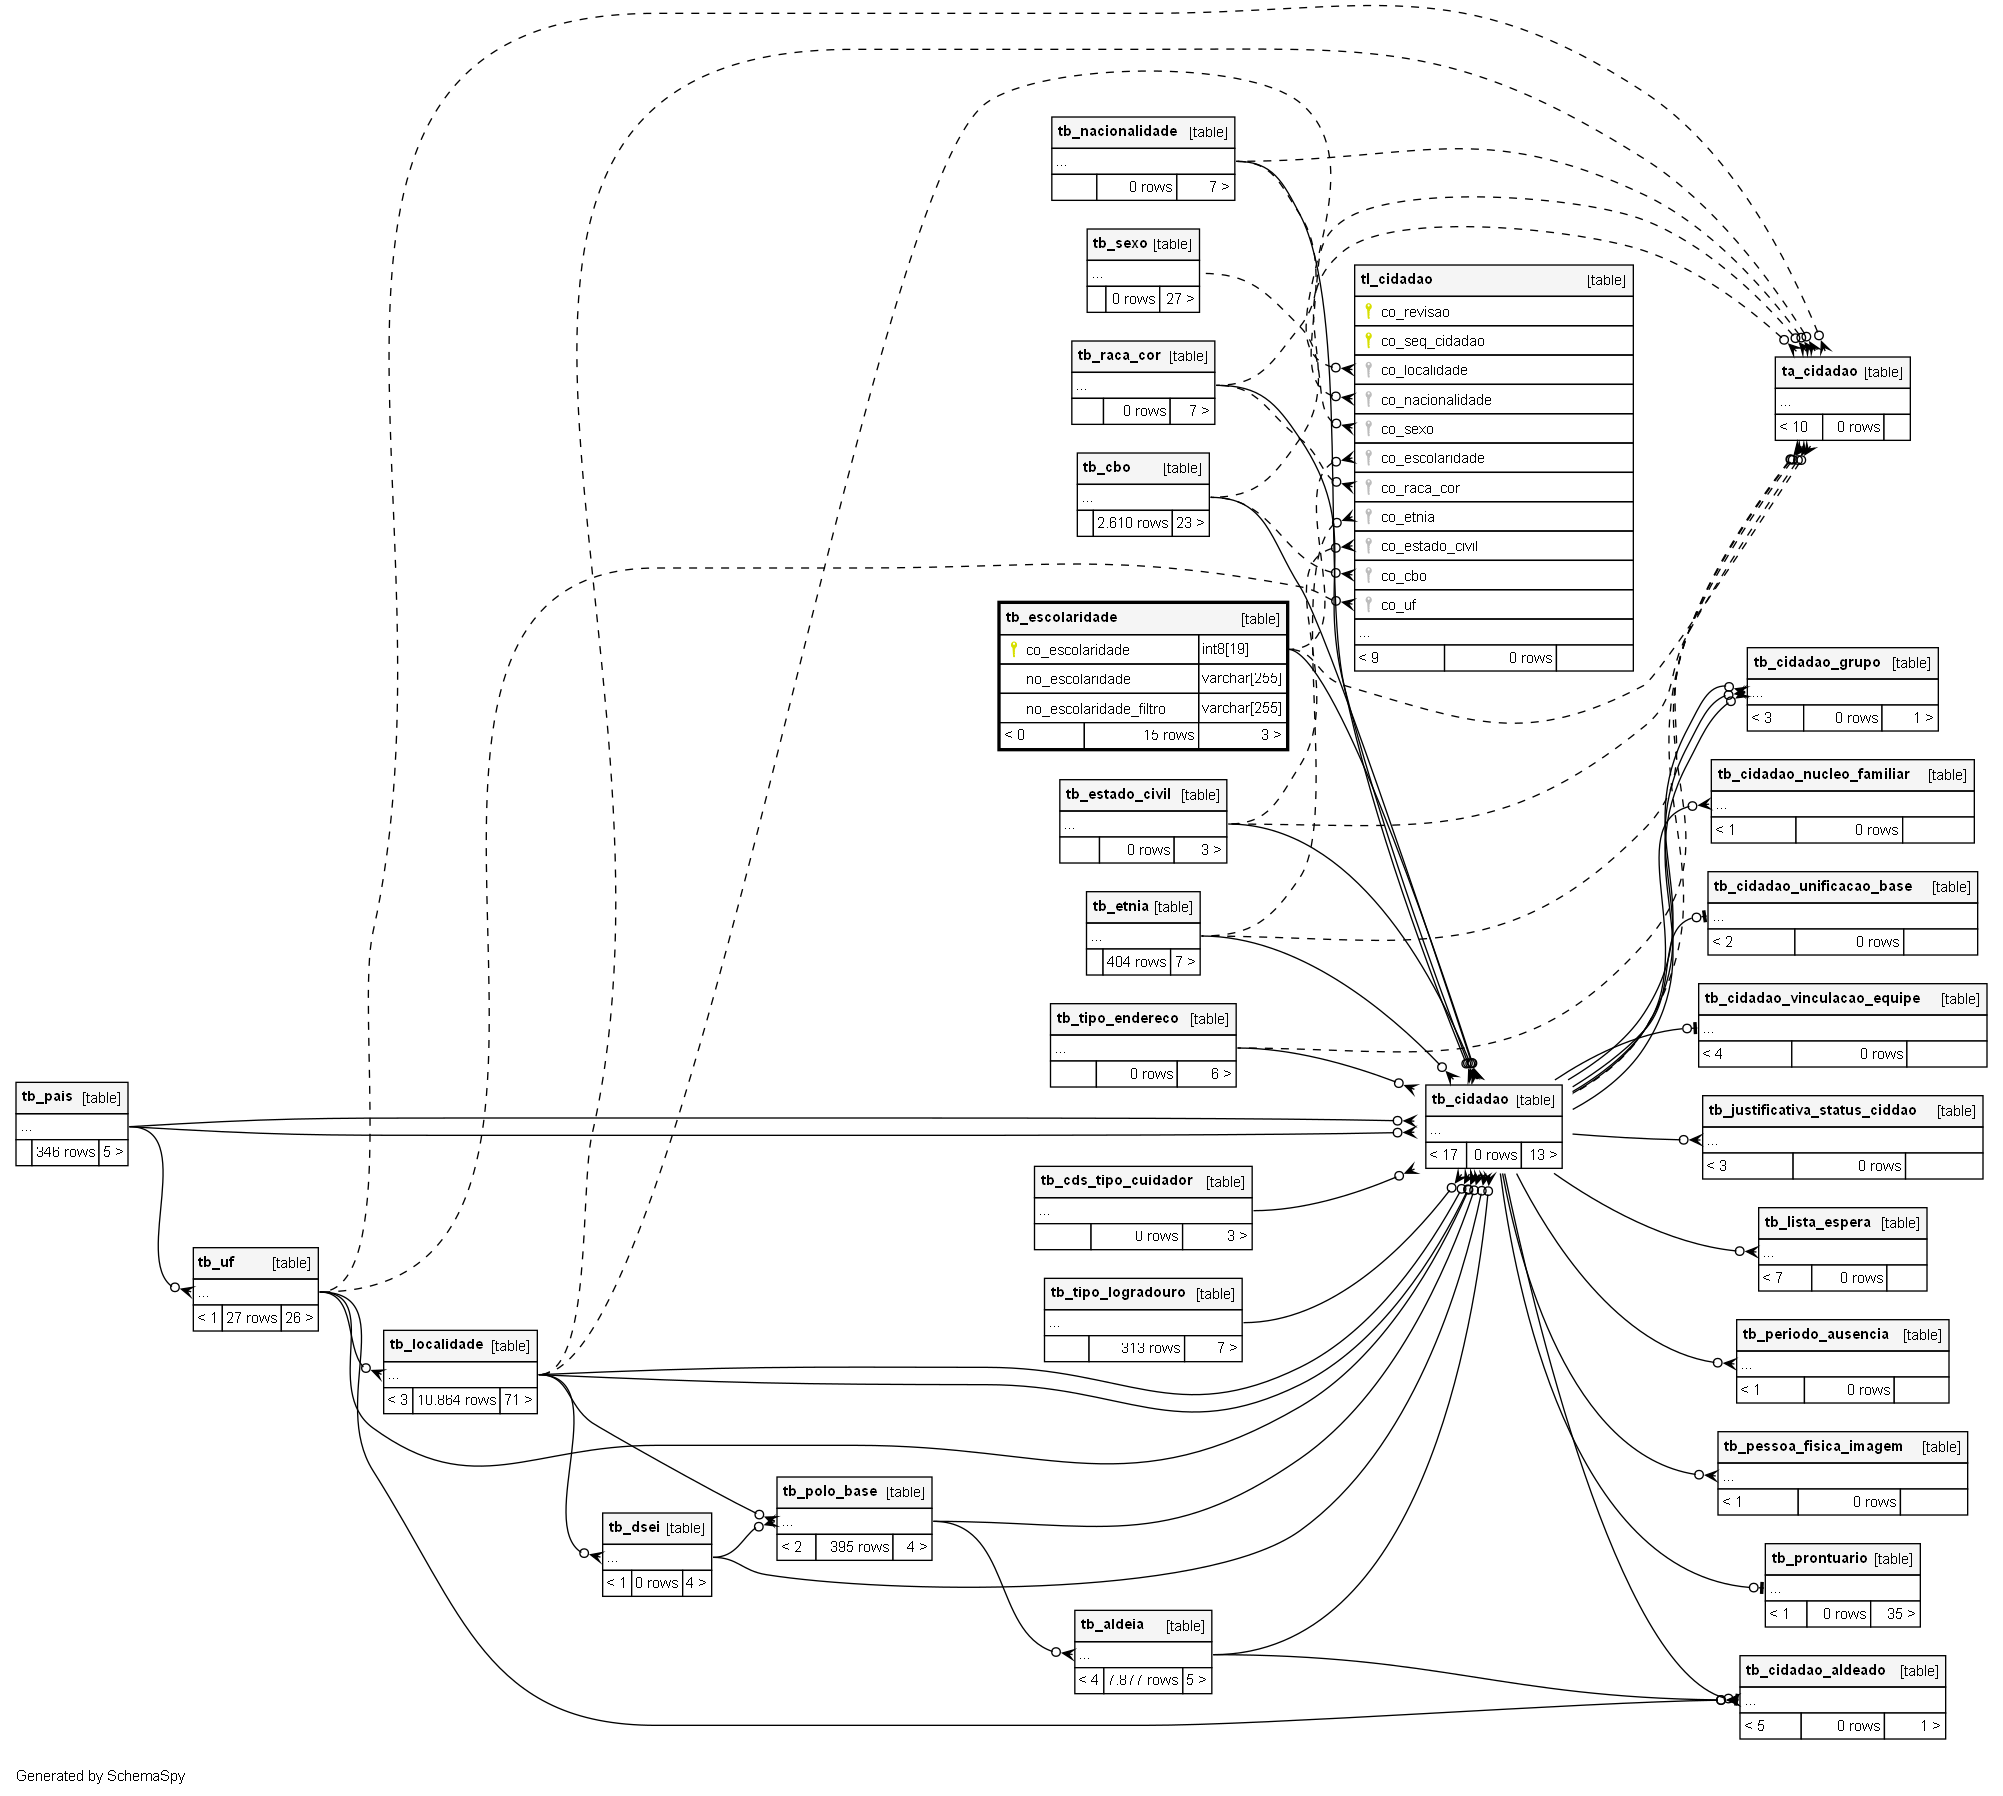 tb_nacionalidade [table]
...
0 rows 7 >
tb_sexo [table]
...
0 rows 27 >
tb_raca_cor [table]
...
0 rows 7 >
tb_cbo [table]
...
2.610 rows 23 >
tl_cidadao [table]
co_revisao
co_seq_cidadao
co_localidade
co_nacionalidade
co_sexo
co_escolaridade
co_raca_cor
co_etnia
co_estado_civil
co_cbo
co_uf
...
< 9 0 rows
ta_cidadao [table]
...
< 10 0 rows
tb_escolaridade [table]
co_escolaridade int8[19]
no_escolaridade varchar[255]
no_escolaridade_filtro varchar[255]
< 0 15 rows 3 >
tb_estado_civil [table]
...
0 rows 3 >
tb_etnia [table]
...
404 rows 7 >
tb_tipo_endereco [table]
...
0 rows 6 >
tb_cidadao_grupo [table]
...
< 3 0 rows 1 >
tb_cidadao_nucleo_familiar [table]
...
< 1 0 rows
tb_cidadao_unificacao_base [table]
...
< 2 0 rows
tb_cidadao_vinculacao_equipe [table]
...
< 4 0 rows
tb_pais [table]
...
346 rows 5 >
tb_cidadao [table]
...
< 17 0 rows 13 >
tb_justificativa_status_ciddao [table]
...
< 3 0 rows
tb_cds_tipo_cuidador [table]
...
0 rows 3 >
tb_lista_espera [table]
...
< 7 0 rows
tb_uf [table]
...
< 1 27 rows 26 >
tb_tipo_logradouro [table]
...
313 rows 7 >
tb_localidade [table]
...
< 3 10.864 rows 71 >
tb_periodo_ausencia [table]
...
< 1 0 rows
tb_pessoa_fisica_imagem [table]
...
< 1 0 rows
tb_polo_base [table]
...
< 2 395 rows 4 >
tb_dsei [table]
...
< 1 0 rows 4 >
tb_prontuario [table]
...
< 1 0 rows 35 >
tb_aldeia [table]
...
< 4 7.877 rows 5 >
tb_cidadao_aldeado [table]
...
< 5 0 rows 1 >
Generated by SchemaSpy